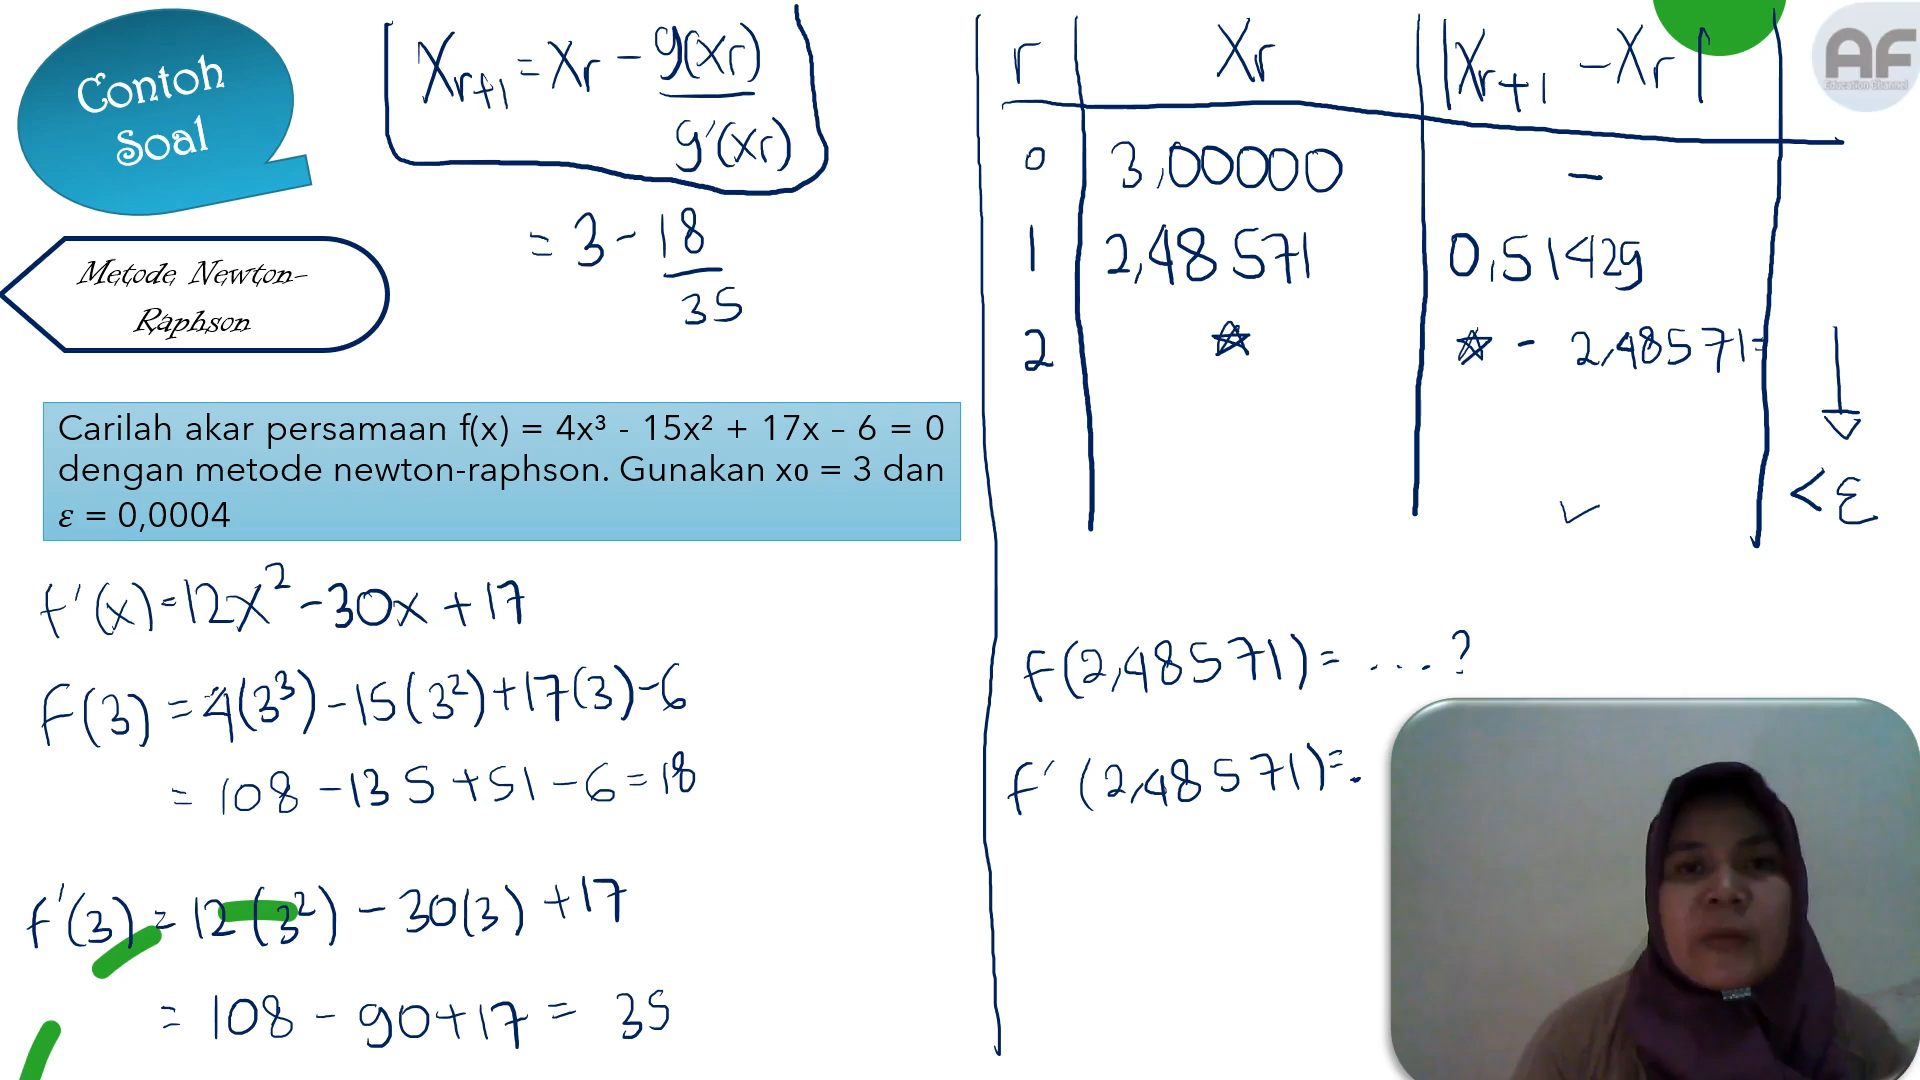 Contoh
Soal
Metode Newton-
Raphson
Xr+1 = Xr - g(Xr)
g'(Xr)
= 3 - 18
35
Carilah akar persamaan f(x) = 4x³ - 15x² + 17x – 6 = 0
dengan metode newton-raphson. Gunakan x₀ = 3 dan
ε = 0,0004
f'(x) = 12x² - 30x + 17
F(3) = 4(3³) - 15(3²) + 17(3) - 6
= 108 - 135 + 51 - 6 = 18
f'(3) = 12(3²) - 30(3) + 17
= 108 - 90 + 17 = 35
r Xr |Xr+1 - Xr|
0 3,00000 -
1 2,48571 0,51429
2 ☆ ☆ - 2,48571=
< ε
F(2,48571) = ...?
f'(2,48571) = .
AF
Education Channel